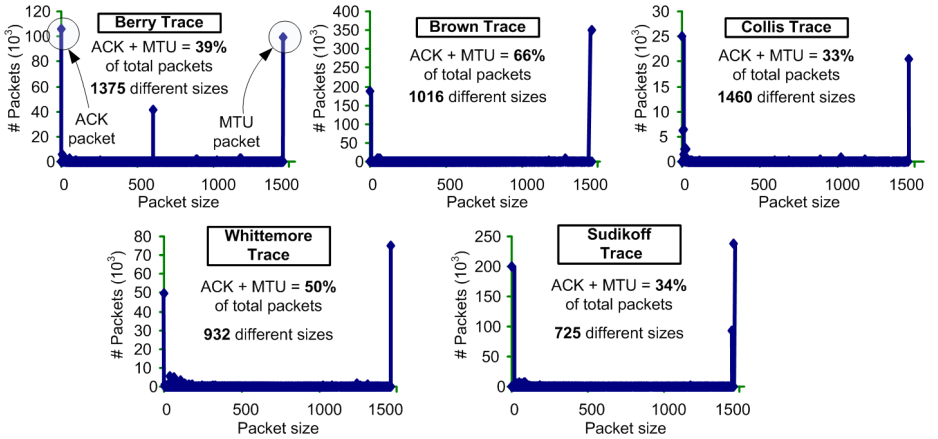 Berry Trace
ACK + MTU = 39%
of total packets
1375 different sizes
ACK
packet
MTU
packet
# Packets (10³)
120
100
80
60
40
20
0
0 500 1000 1500
Packet size
Brown Trace
ACK + MTU = 66%
of total packets
1016 different sizes
# Packets (10³)
400
350
300
250
200
150
100
50
0
0 500 1000 1500
Packet size
Collis Trace
ACK + MTU = 33%
of total packets
1460 different sizes
# Packets (10³)
30
25
20
15
10
5
0
0 500 1000 1500
Packet size
Whittemore
Trace
ACK + MTU = 50%
of total packets
932 different sizes
# Packets (10³)
80
70
60
50
40
30
20
10
0
0 500 1000 1500
Packet size
Sudikoff
Trace
ACK + MTU = 34%
of total packets
725 different sizes
# Packets (10³)
250
200
150
100
50
0
0 500 1000 1500
Packet size